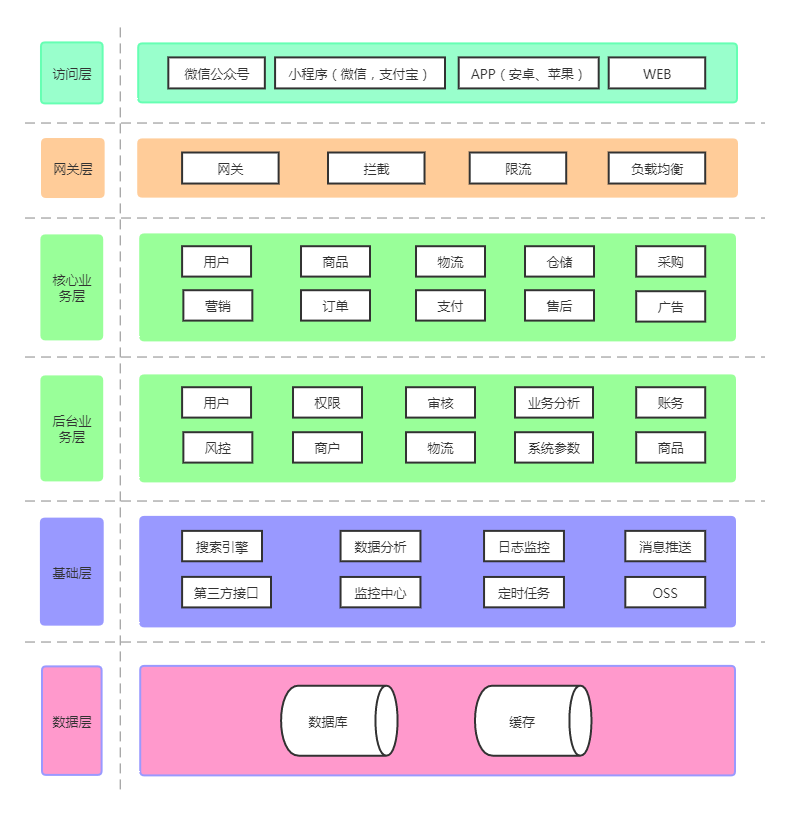 访问层
微信公众号
小程序（微信，支付宝）
APP（安卓、苹果）
WEB
网关层
网关
拦截
限流
负载均衡
核心业
务层
用户
商品
物流
仓储
采购
营销
订单
支付
售后
广告
后台业
务层
用户
权限
审核
业务分析
账务
风控
商户
物流
系统参数
商品
基础层
搜索引擎
数据分析
日志监控
消息推送
第三方接口
监控中心
定时任务
OSS
数据层
数据库
缓存